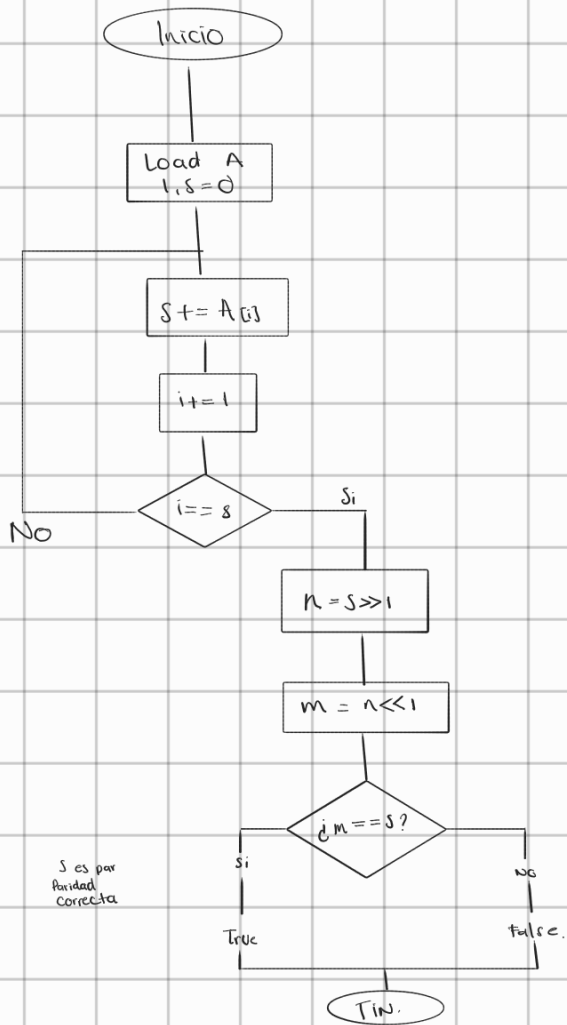 Inicio
Load A
i, s = 0
s += A[i]
i += 1
i == 8
Si
No
n = s >> 1
m = n << 1
¿m == s?
Si
No
S es par
Paridad
correcta
True
False.
Fin.